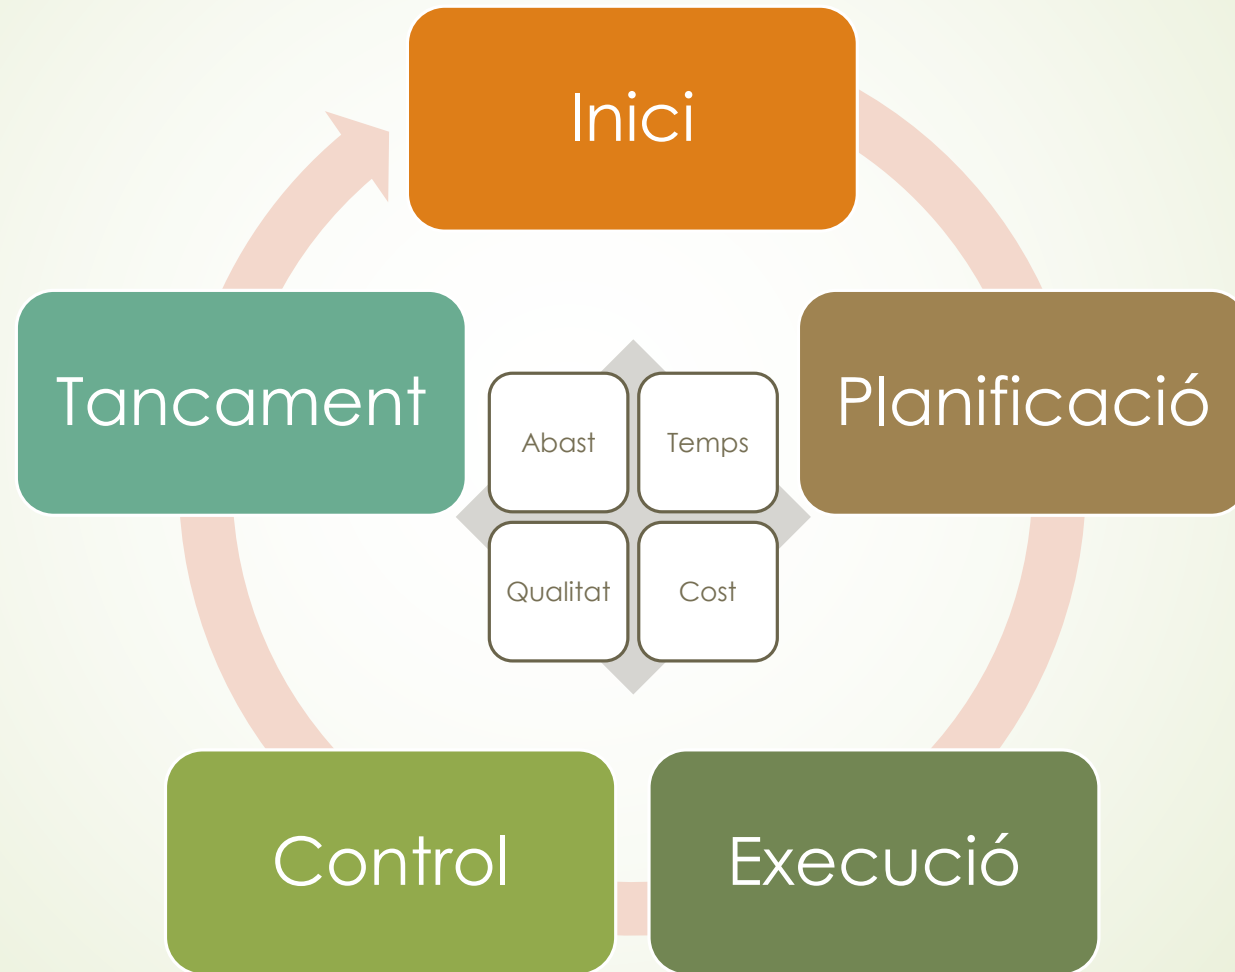 Inici
Tancament
Planificació
Abast
Temps
Qualitat
Cost
Control
Execució